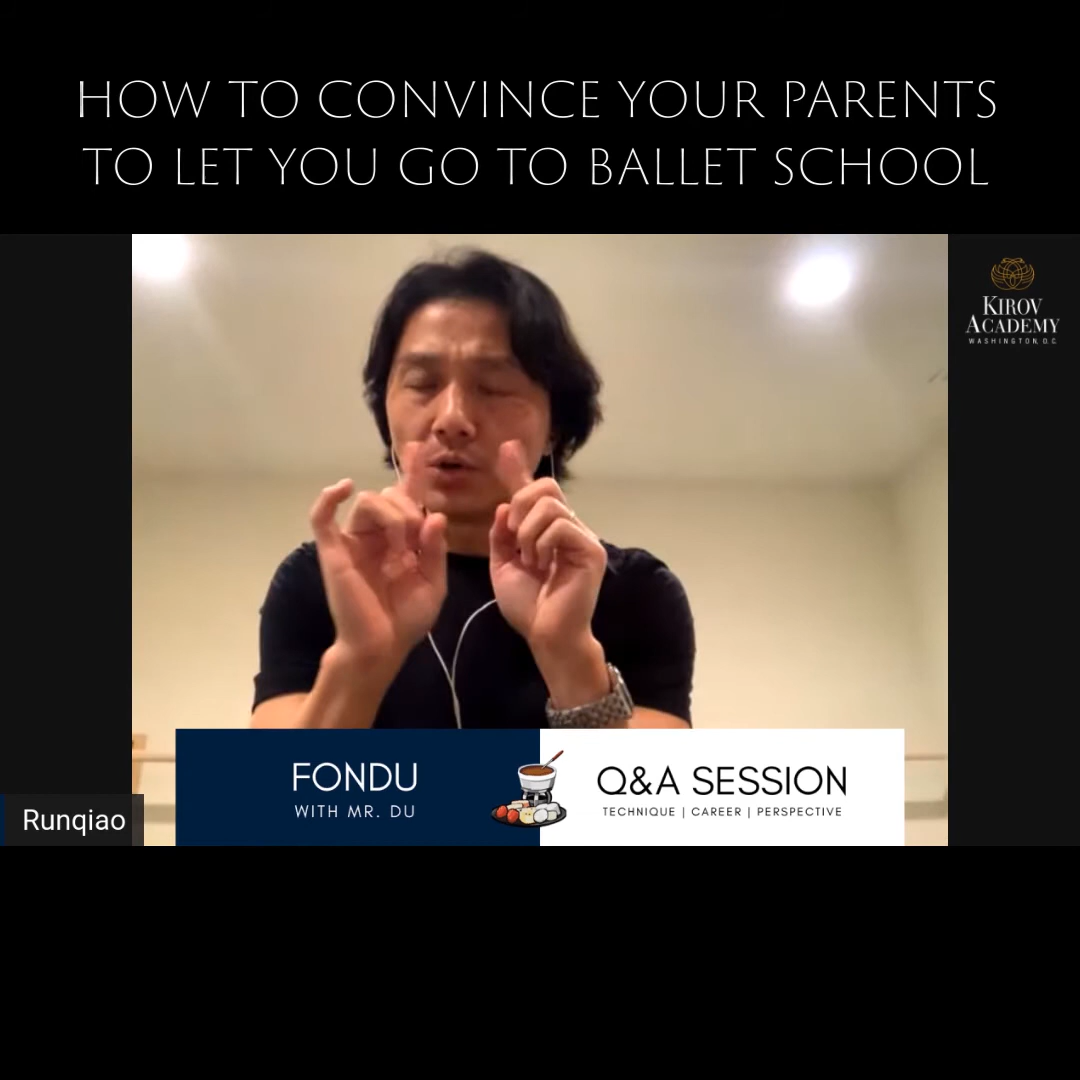 HOW TO CONVINCE YOUR PARENTS
TO LET YOU GO TO BALLET SCHOOL
KIROV
ACADEMY
WASHINGTON, D.C.
FONDU
WITH MR. DU
Q&A SESSION
TECHNIQUE | CAREER | PERSPECTIVE
Runqiao